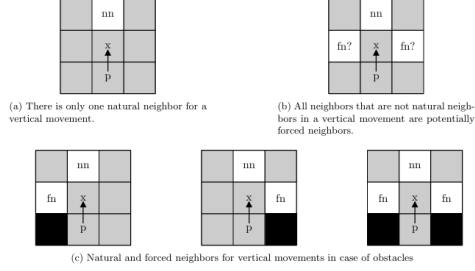 nn
x
p
nn
fn?
x
fn?
p
(a) There is only one natural neighbor for a
vertical movement.
(b) All neighbors that are not natural neigh-
bors in a vertical movement are potentially
forced neighbors.
nn
fn
x
p
nn
x
fn
p
nn
fn
x
fn
p
(c) Natural and forced neighbors for vertical movements in case of obstacles